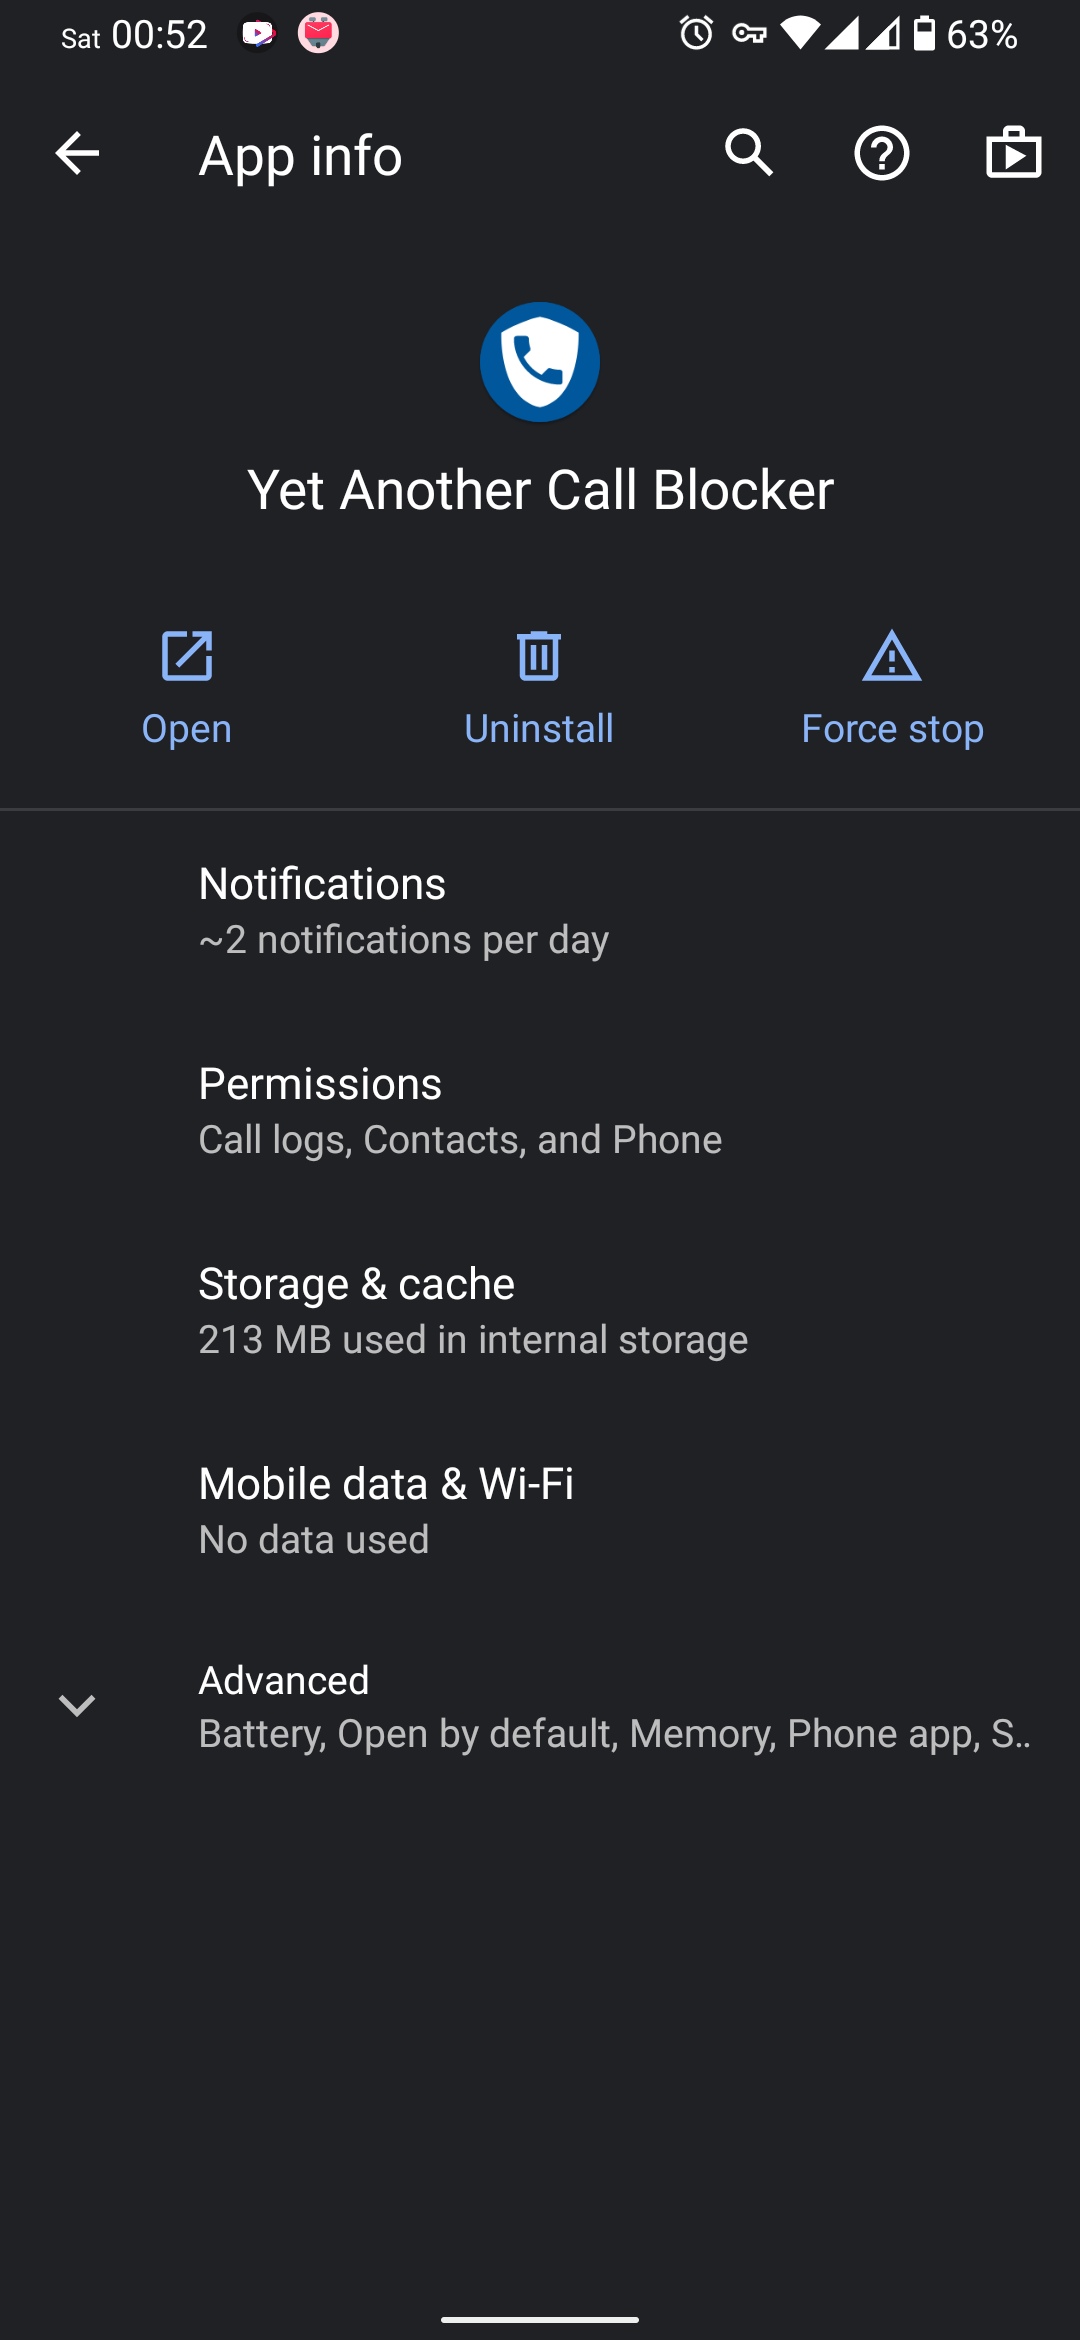 Sat 00:52 63%
App info
Yet Another Call Blocker
Open Uninstall Force stop
Notifications
~2 notifications per day
Permissions
Call logs, Contacts, and Phone
Storage & cache
213 MB used in internal storage
Mobile data & Wi-Fi
No data used
Advanced
Battery, Open by default, Memory, Phone app, S..